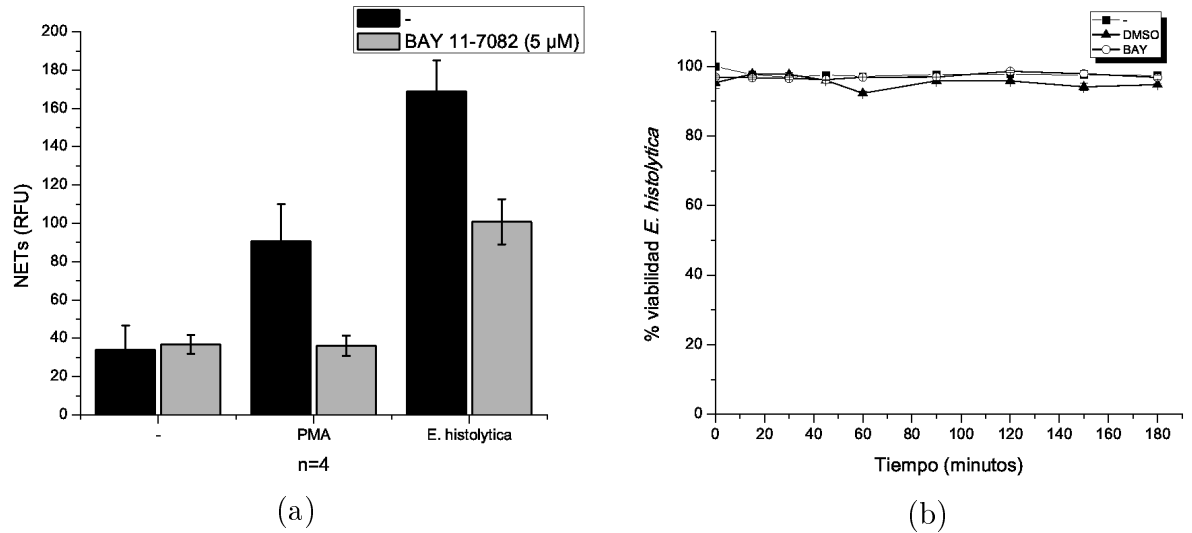 -
BAY 11-7082 (5 µM)
200
180
160
140
120
100
80
60
40
20
0
NETs (RFU)
-
PMA
E. histolytica
n=4
(a)
-
DMSO
BAY
100
80
60
40
20
0
% viabilidad E. histolytica
0
20
40
60
80
100
120
140
160
180
Tiempo (minutos)
(b)